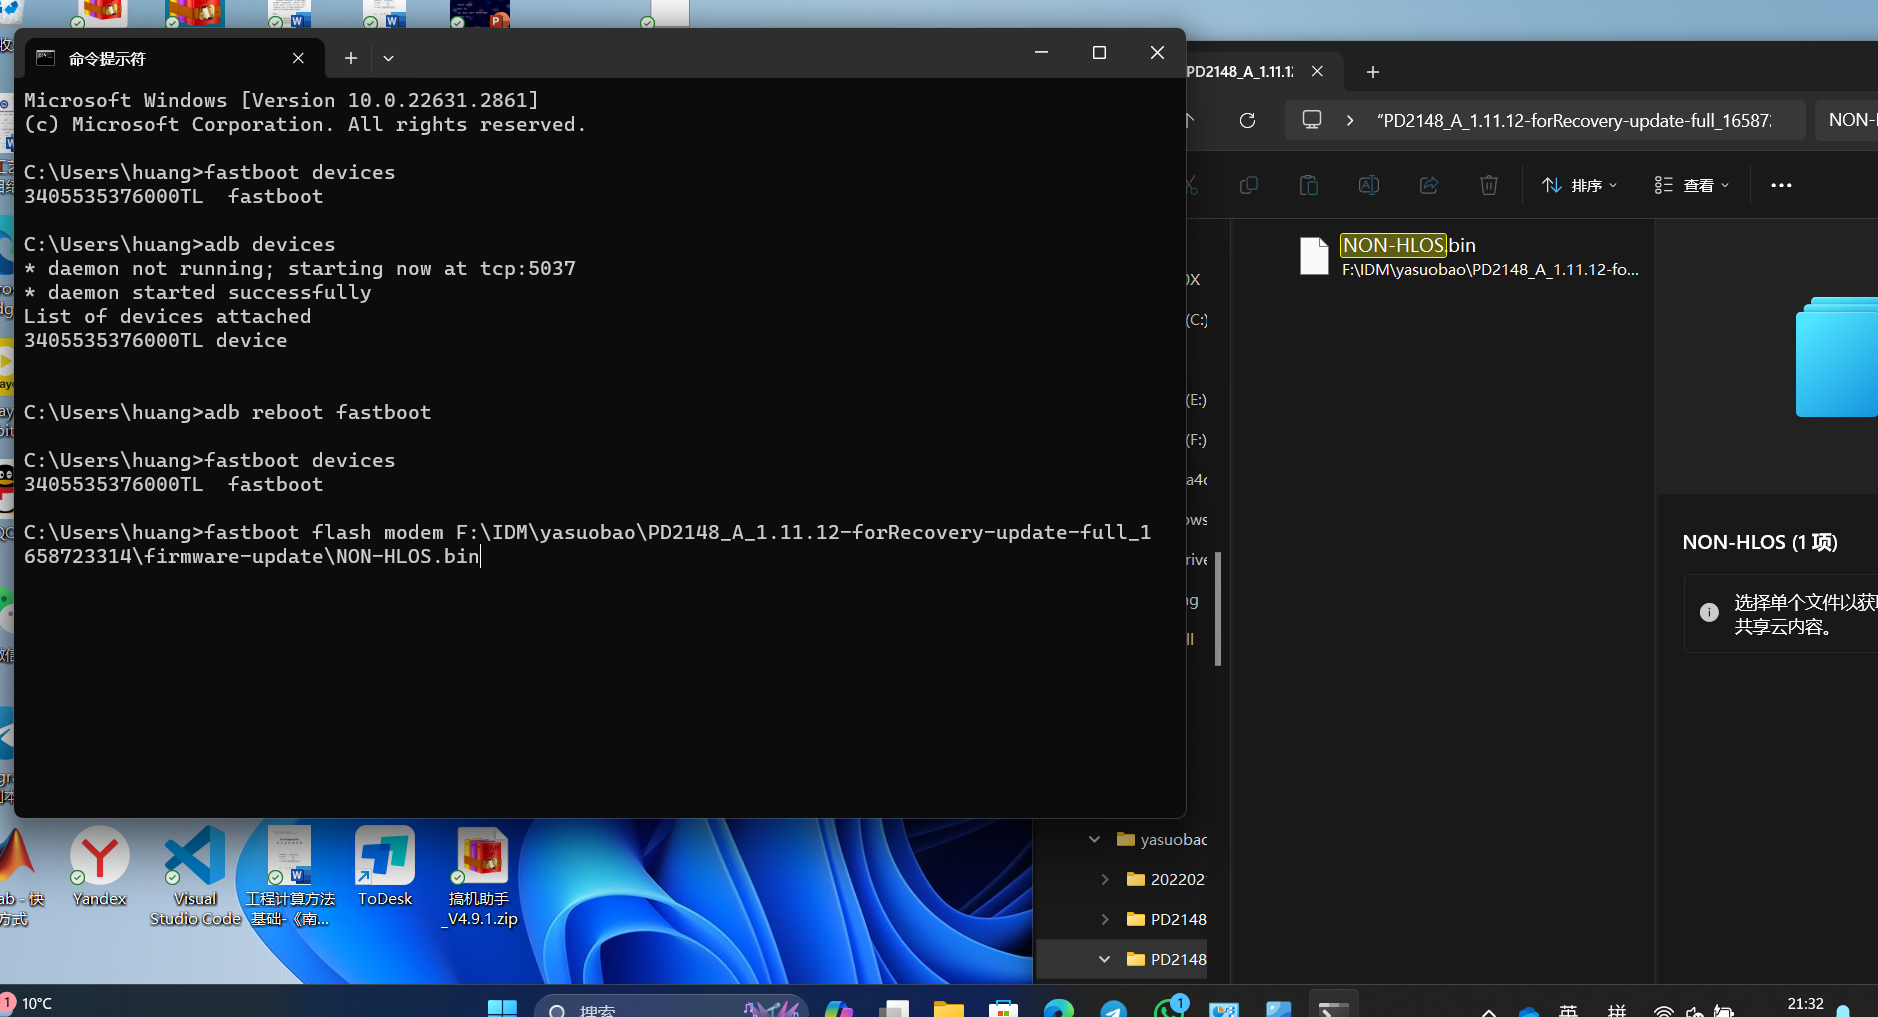 命令提示符
Microsoft Windows [Version 10.0.22631.2861]
(c) Microsoft Corporation. All rights reserved.
C:\Users\huang>fastboot devices
3405535376000TL  fastboot
C:\Users\huang>adb devices
* daemon not running; starting now at tcp:5037
* daemon started successfully
List of devices attached
3405535376000TL device
C:\Users\huang>adb reboot fastboot
C:\Users\huang>fastboot devices
3405535376000TL  fastboot
C:\Users\huang>fastboot flash modem F:\IDM\yasuobao\PD2148_A_1.11.12-forRecovery-update-full_1
658723314\firmware-update\NON-HLOS.bin
PD2148_A_1.11.1
"PD2148_A_1.11.12-forRecovery-update-full_16587
NON-
排序
查看
NON-HLOS.bin
F:\IDM\yasuobao\PD2148_A_1.11.12-fo...
(C:)
(E:)
(F:)
NON-HLOS (1 项)
选择单个文件以获
共享云内容。
yasuobao
202202
PD2148
PD2148
Yandex
Visual
Studio Code
工程计算方法
基础-《南...
ToDesk
搞机助手
_V4.9.1.zip
方式
1
10°C
搜索
1
英
拼
21:32